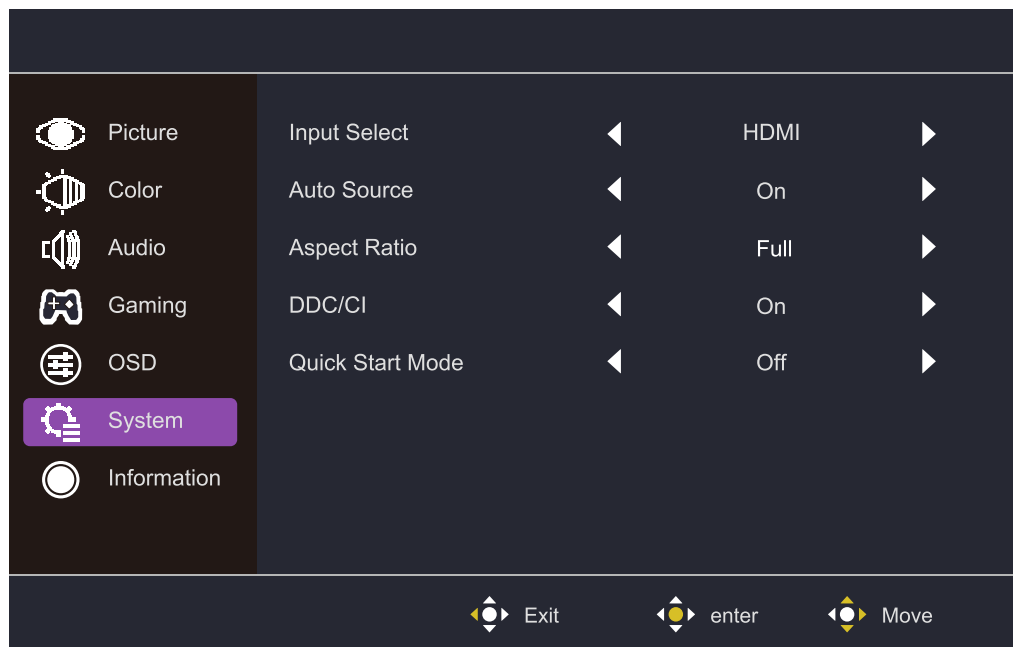 Picture
Color
Audio
Gaming
OSD
System
Information
Input Select HDMI
Auto Source On
Aspect Ratio Full
DDC/CI On
Quick Start Mode Off
Exit enter Move